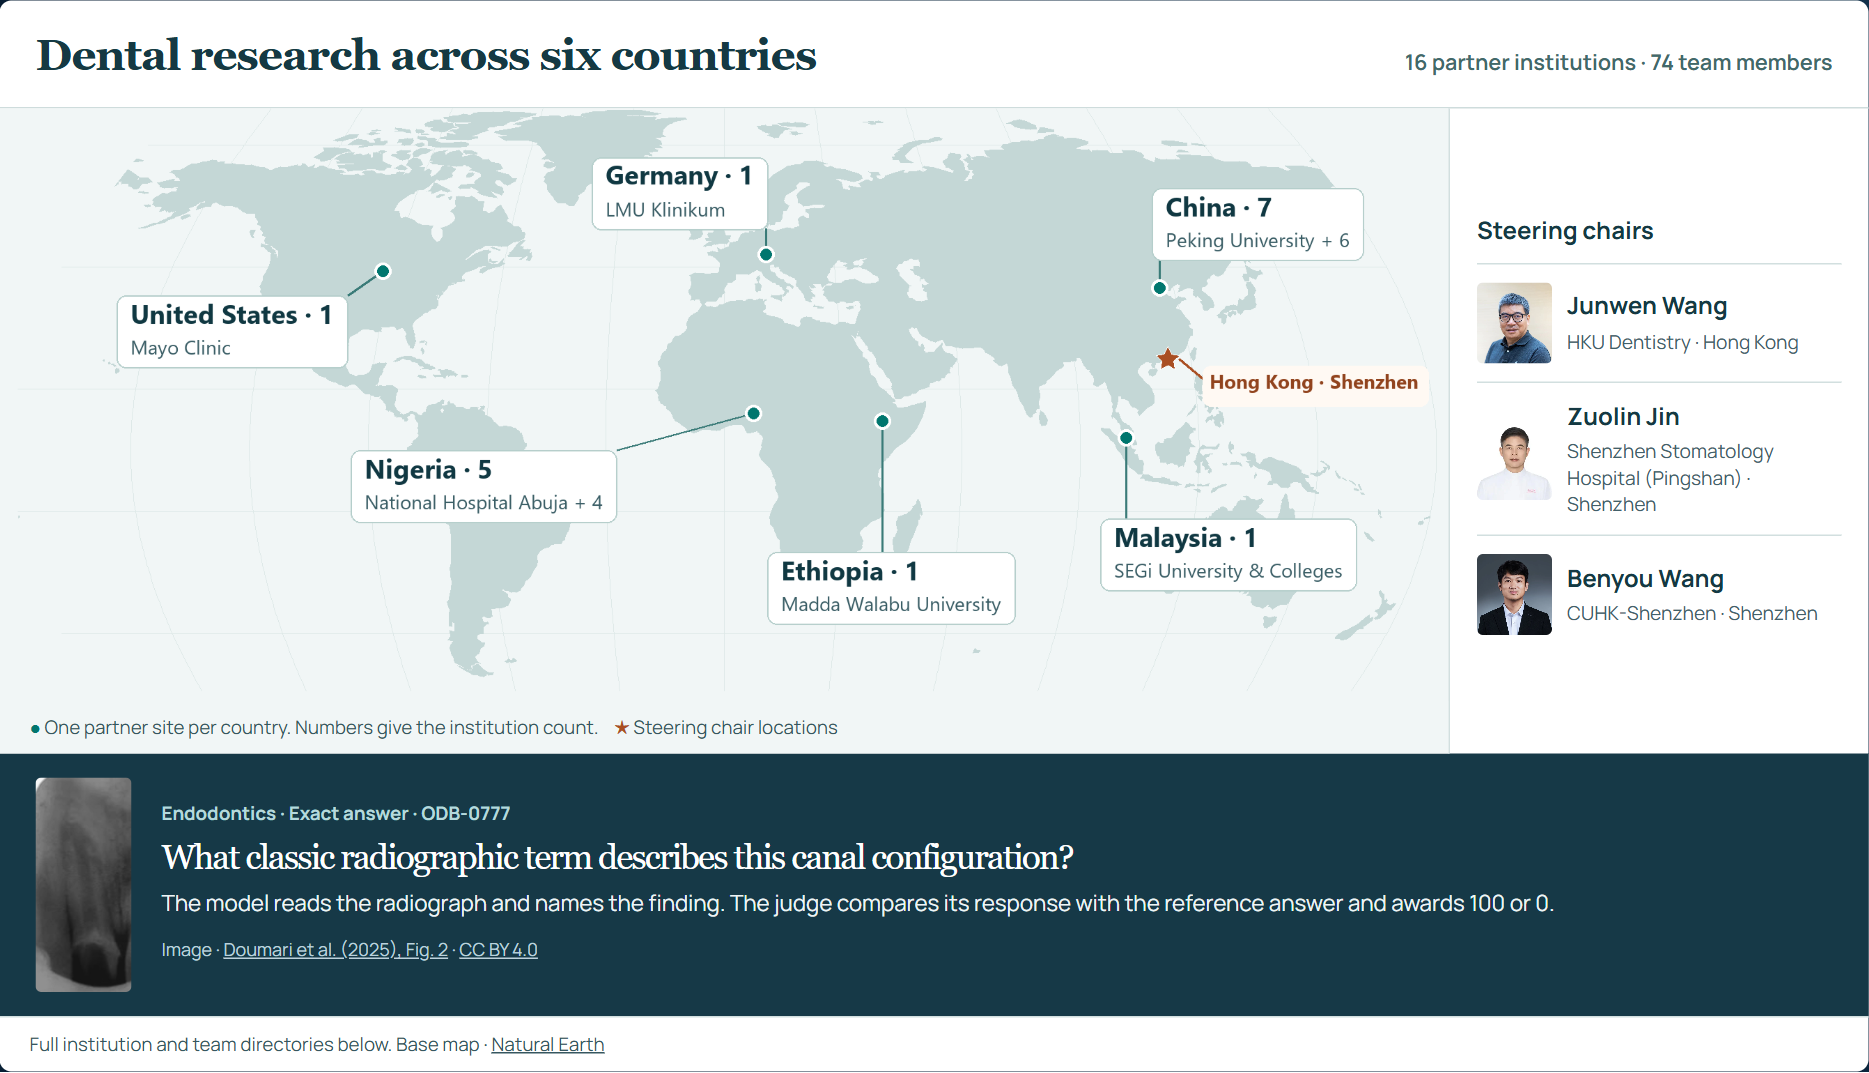 Dental research across six countries
16 partner institutions · 74 team members
Germany · 1
LMU Klinikum
China · 7
Peking University + 6
United States · 1
Mayo Clinic
Hong Kong · Shenzhen
Nigeria · 5
National Hospital Abuja + 4
Ethiopia · 1
Madda Walabu University
Malaysia · 1
SEGi University & Colleges
● One partner site per country. Numbers give the institution count. ★ Steering chair locations
Steering chairs
Junwen Wang
HKU Dentistry · Hong Kong
Zuolin Jin
Shenzhen Stomatology
Hospital (Pingshan) ·
Shenzhen
Benyou Wang
CUHK-Shenzhen · Shenzhen
Endodontics · Exact answer · ODB-0777
What classic radiographic term describes this canal configuration?
The model reads the radiograph and names the finding. The judge compares its response with the reference answer and awards 100 or 0.
Image · Doumari et al. (2025), Fig. 2 · CC BY 4.0
Full institution and team directories below. Base map · Natural Earth